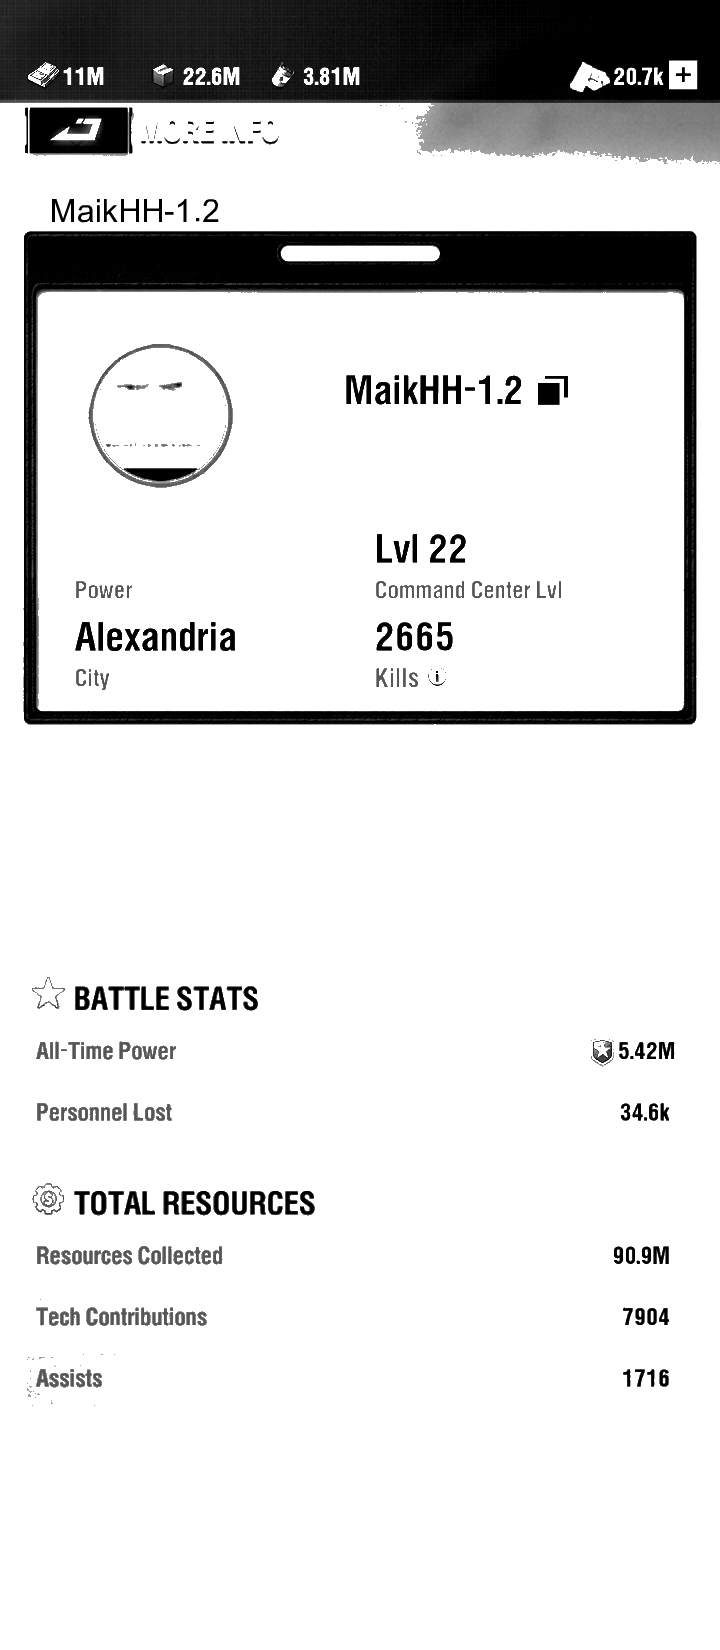 11M 22.6M 3.81M 20.7k +
MORE INFO
MaikHH-1.2
MaikHH-1.2
Lvl 22
Power Command Center Lvl
Alexandria 2665
City Kills
BATTLE STATS
All-Time Power 5.42M
Personnel Lost 34.6k
TOTAL RESOURCES
Resources Collected 90.9M
Tech Contributions 7904
Assists 1716